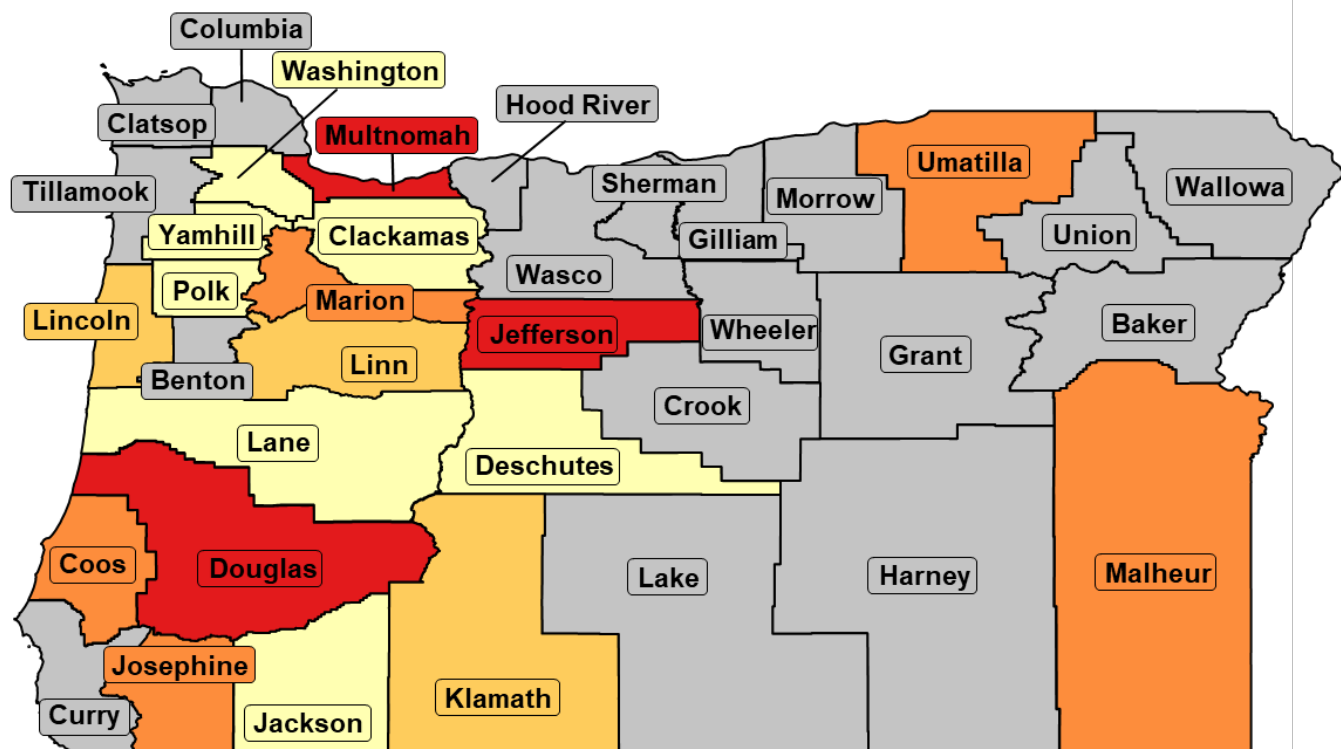 Columbia
Washington
Hood River
Clatsop
Multnomah
Umatilla
Tillamook
Sherman
Morrow
Wallowa
Yamhill
Clackamas
Gilliam
Union
Wasco
Polk
Marion
Lincoln
Jefferson
Wheeler
Baker
Linn
Grant
Benton
Crook
Lane
Deschutes
Coos
Douglas
Lake
Harney
Malheur
Josephine
Klamath
Curry
Jackson